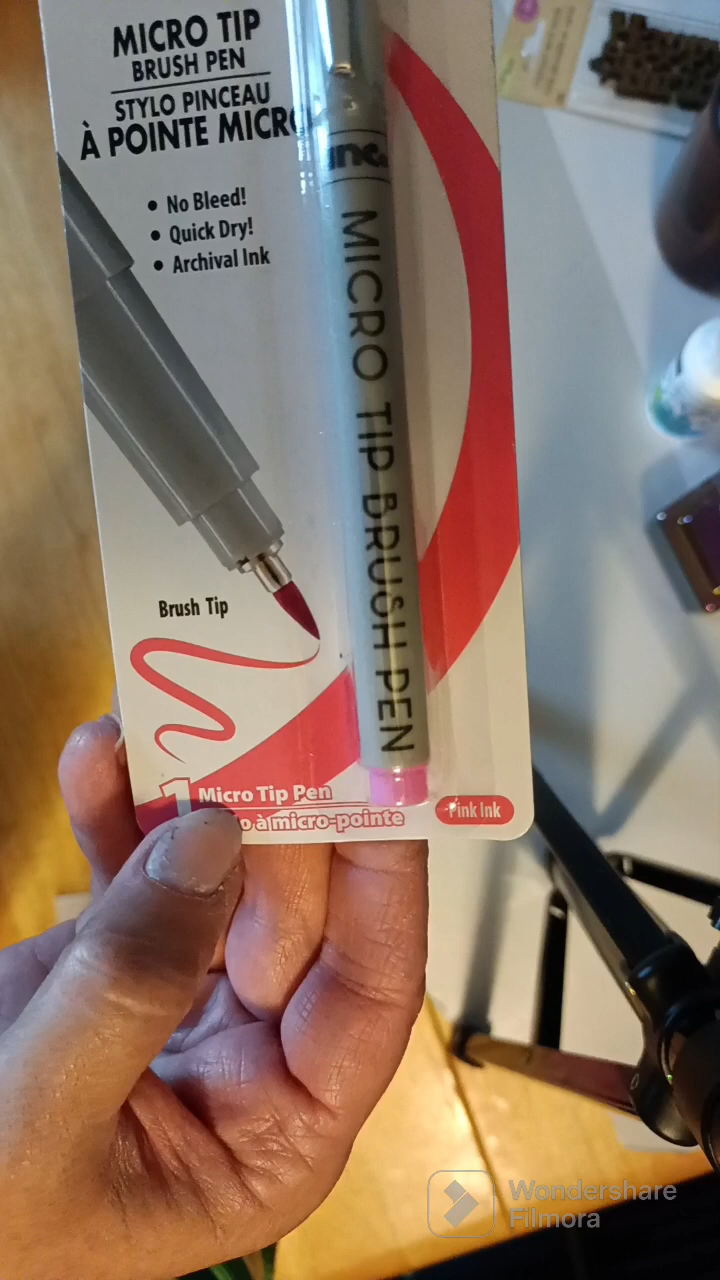 MICRO TIP
BRUSH PEN
STYLO PINCEAU
À POINTE MICRO
• No Bleed!
• Quick Dry!
• Archival Ink
inc.
MICRO TIP BRUSH PEN
Brush Tip
1 Micro Tip Pen
o à micro-pointe
Pink Ink
Wondershare
Filmora